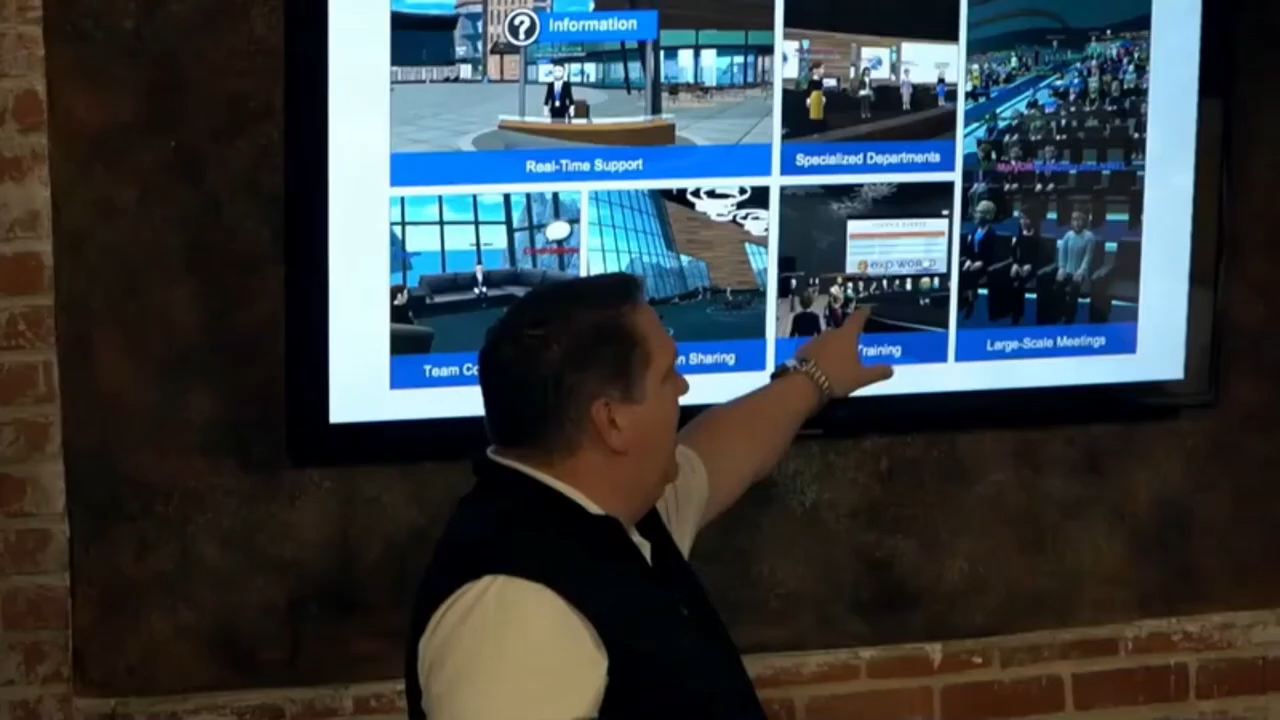 ? Information
Real-Time Support
Specialized Departments
eXp WORLD
Team Co
n Sharing
Training
Large-Scale Meetings